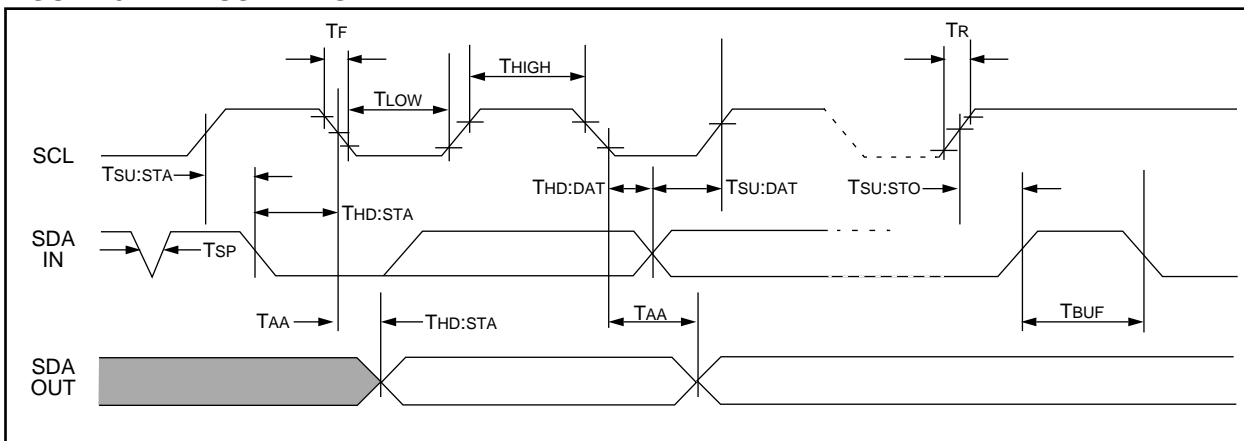 TF
TR
THIGH
TLOW
SCL
TSU:STA
THD:DAT
TSU:DAT
TSU:STO
THD:STA
SDA
IN
TSP
TAA
THD:STA
TAA
TBUF
SDA
OUT